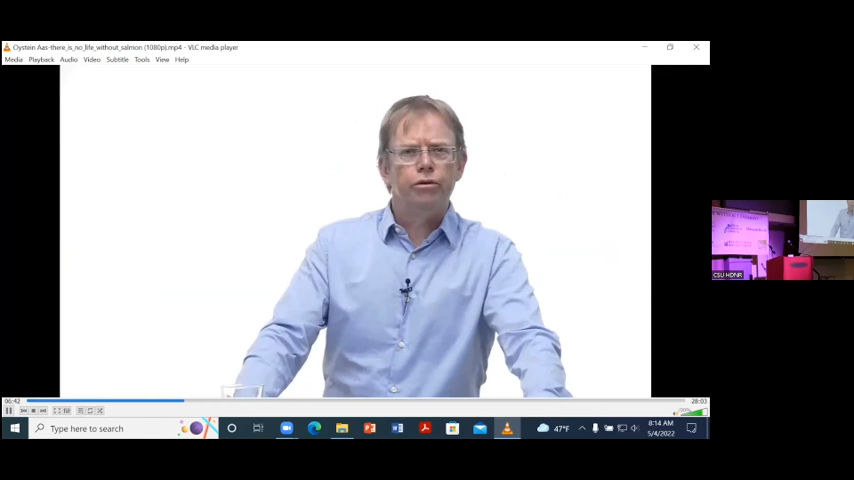 Oystein Aas-there_is_no_life_without_salmon (1080p).mp4 - VLC media player
Media Playback Audio Video Subtitle Tools View Help
CSU HDNR
06:42
28:03
Type here to search
47°F
8:14 AM
5/4/2022